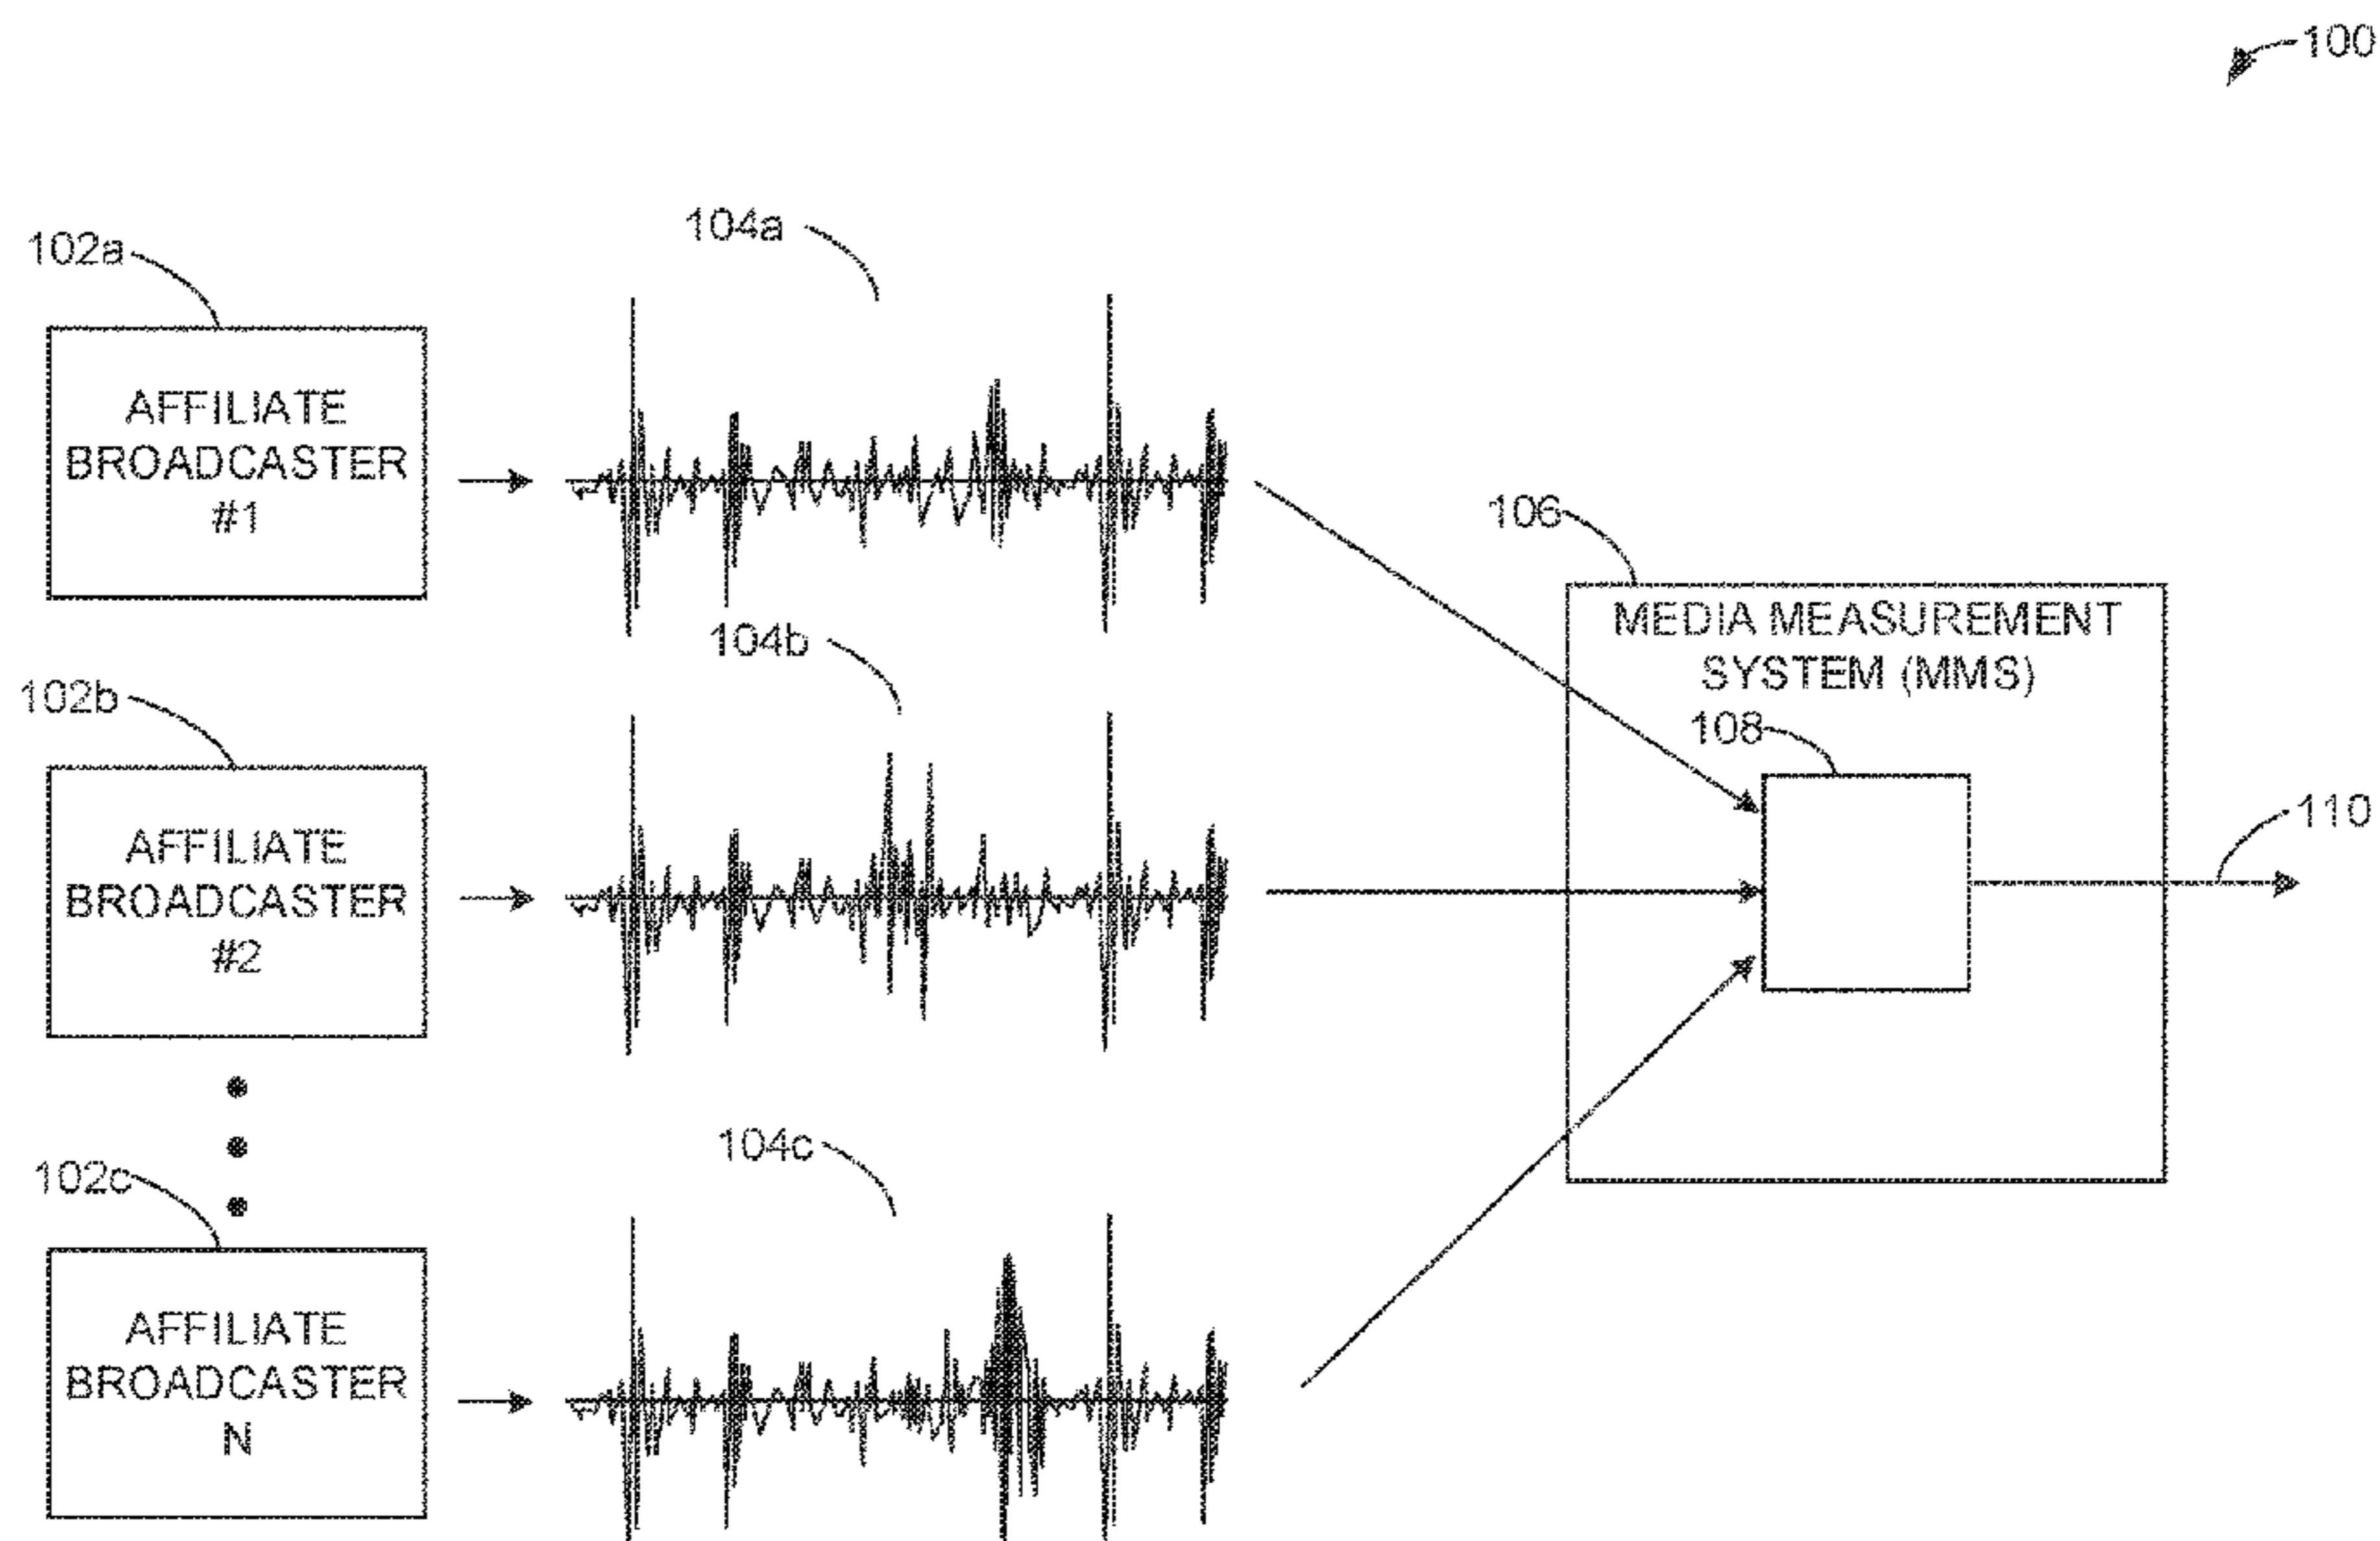 100
104a
102a
AFFILIATE
BROADCASTER
#1
106
MEDIA MEASUREMENT
SYSTEM (MMS)
104b
102b
108
110
AFFILIATE
BROADCASTER
#2
104c
102c
AFFILIATE
BROADCASTER
N